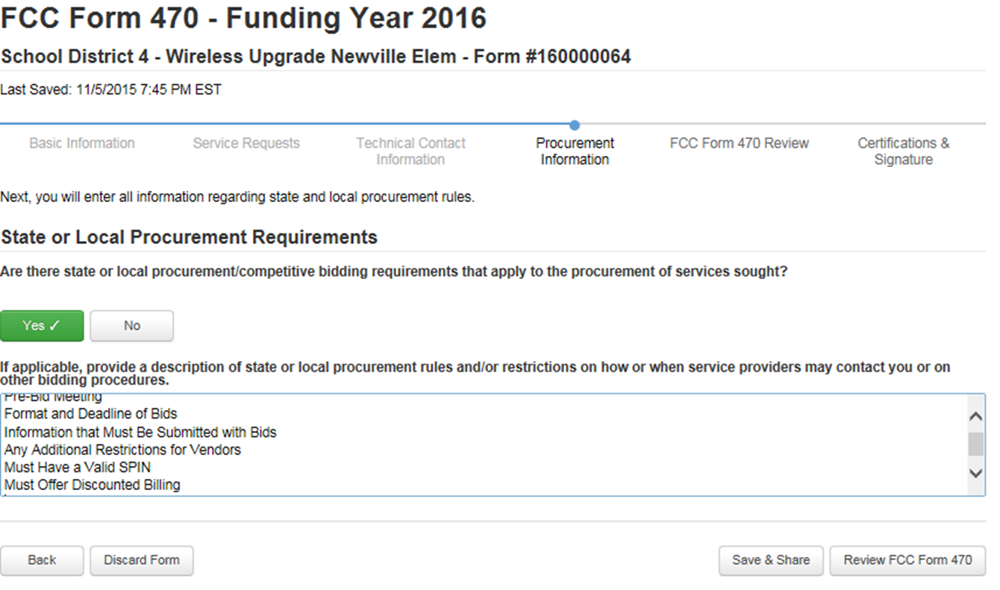 FCC Form 470 - Funding Year 2016
School District 4 - Wireless Upgrade Newville Elem - Form #160000064
Last Saved: 11/5/2015 7:45 PM EST
Basic Information
Service Requests
Technical Contact
Information
Procurement
Information
FCC Form 470 Review
Certifications &
Signature
Next, you will enter all information regarding state and local procurement rules.
State or Local Procurement Requirements
Are there state or local procurement/competitive bidding requirements that apply to the procurement of services sought?
Yes ✓
No
If applicable, provide a description of state or local procurement rules and/or restrictions on how or when service providers may contact you or on
other bidding procedures.
Pre-Bid Meeting
Format and Deadline of Bids
Information that Must Be Submitted with Bids
Any Additional Restrictions for Vendors
Must Have a Valid SPIN
Must Offer Discounted Billing
Back
Discard Form
Save & Share
Review FCC Form 470